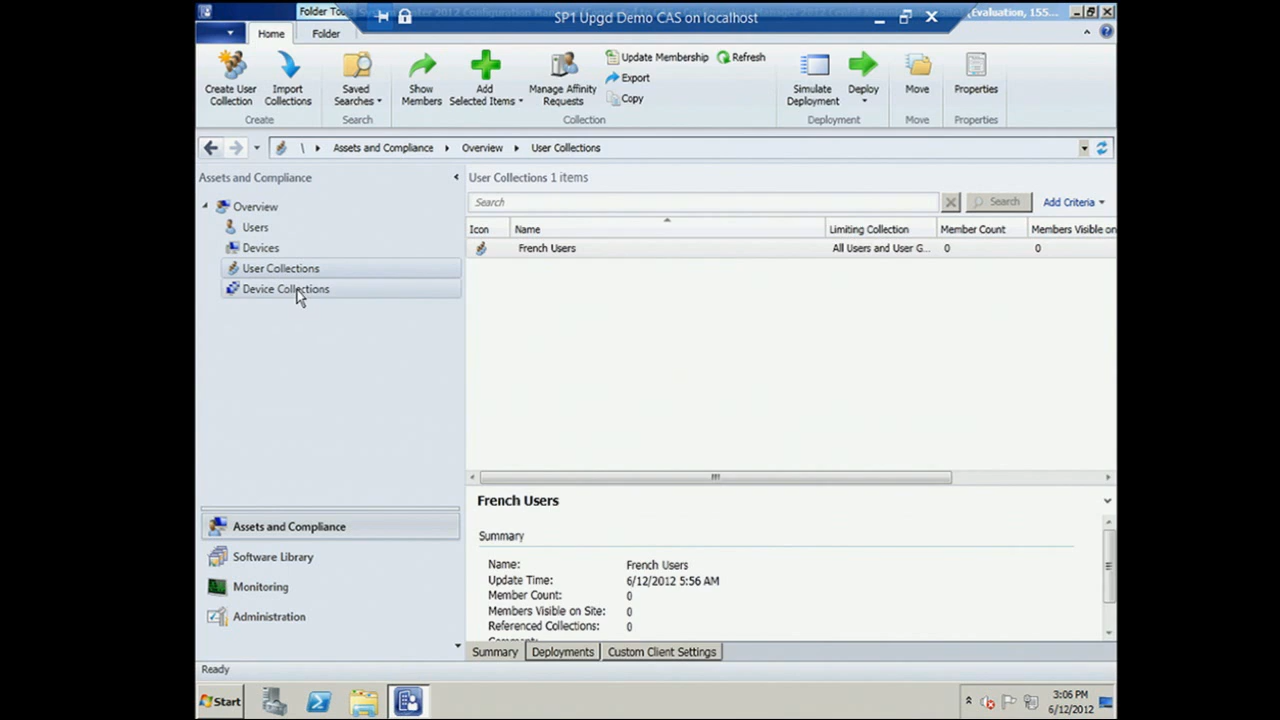 Folder Tools
SP1 Upgd Demo CAS on localhost
(Evaluation, 155...
Home
Folder
Create User
Collection
Import
Collections
Saved
Searches
Show
Members
Add
Selected Items
Manage Affinity
Requests
Update Membership
Refresh
Export
Copy
Simulate
Deployment
Deploy
Move
Properties
Create
Search
Collection
Deployment
Move
Properties
\ Assets and Compliance Overview User Collections
Assets and Compliance
Overview
Users
Devices
User Collections
Device Collections
Assets and Compliance
Software Library
Monitoring
Administration
User Collections 1 items
Search
Search
Add Criteria
Icon Name Limiting Collection Member Count Members Visible on
French Users All Users and User G... 0 0
French Users
Summary
Name: French Users
Update Time: 6/12/2012 5:56 AM
Member Count: 0
Members Visible on Site: 0
Referenced Collections: 0
Summary Deployments Custom Client Settings
Ready
Start
3:06 PM
6/12/2012